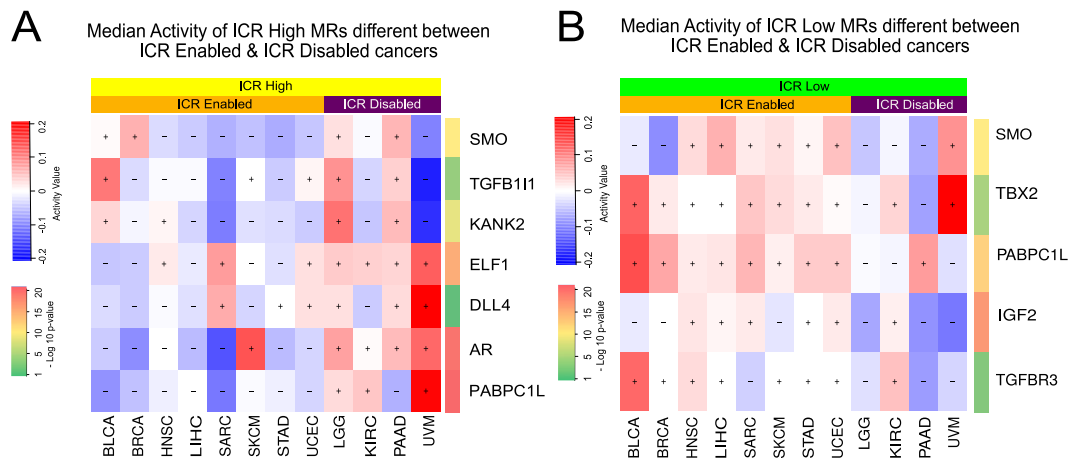 A
Median Activity of ICR High MRs different between
ICR Enabled & ICR Disabled cancers
ICR High
ICR Enabled
ICR Disabled
0.2
0.1
0
-0.1
-0.2
Activity Value
20
15
10
5
1
- Log 10 p-value
+ + − − − − − − + − + − SMO
+ − − − − + − + + − + − TGFB1I1
+ − + − − − − − + − + − KANK2
− − + − + − − + + + + + ELF1
− − − − + − + + + − + + DLL4
− − − − − + − − + + + + AR
− − − − − − − − + + − + PABPC1L
BLCA BRCA HNSC LIHC SARC SKCM STAD UCEC LGG KIRC PAAD UVM
B
Median Activity of ICR Low MRs different between
ICR Enabled & ICR Disabled cancers
ICR Low
ICR Enabled
ICR Disabled
0.2
0.1
0
-0.1
-0.2
Activity Value
20
15
10
5
1
- Log 10 p-value
− − + + + + + + − − − + SMO
+ + + + + + + + − + − + TBX2
+ + + + + + + + − − + − PABPC1L
− − + + + − + + − + − − IGF2
+ − + + − + + + − + − − TGFBR3
BLCA BRCA HNSC LIHC SARC SKCM STAD UCEC LGG KIRC PAAD UVM